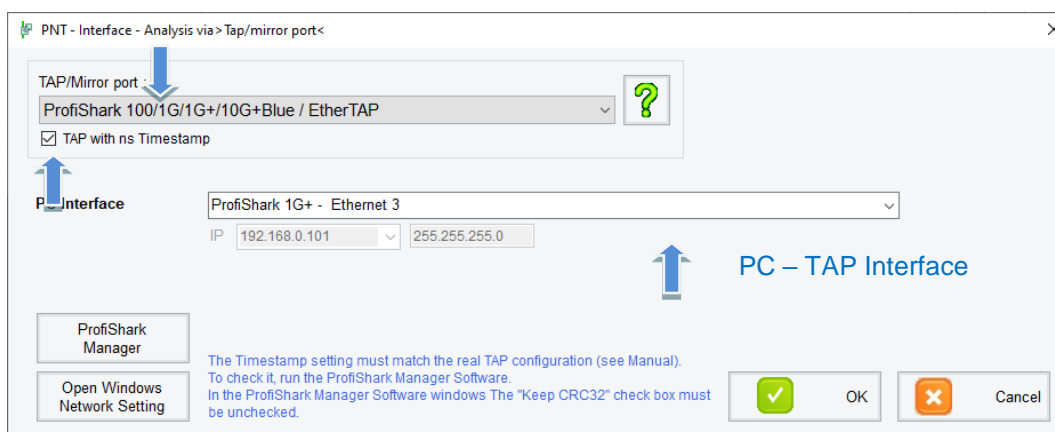 PNT - Interface - Analysis via>Tap/mirror port<
TAP/Mirror port :
ProfiShark 100/1G/1G+/10G+Blue / EtherTAP
TAP with ns Timestamp
PC Interface
ProfiShark 1G+ - Ethernet 3
IP 192.168.0.101 255.255.255.0
PC – TAP Interface
ProfiShark
Manager
Open Windows
Network Setting
The Timestamp setting must match the real TAP configuration (see Manual).
To check it, run the ProfiShark Manager Software.
In the ProfiShark Manager Software windows The "Keep CRC32" check box must
be unchecked.
OK
Cancel